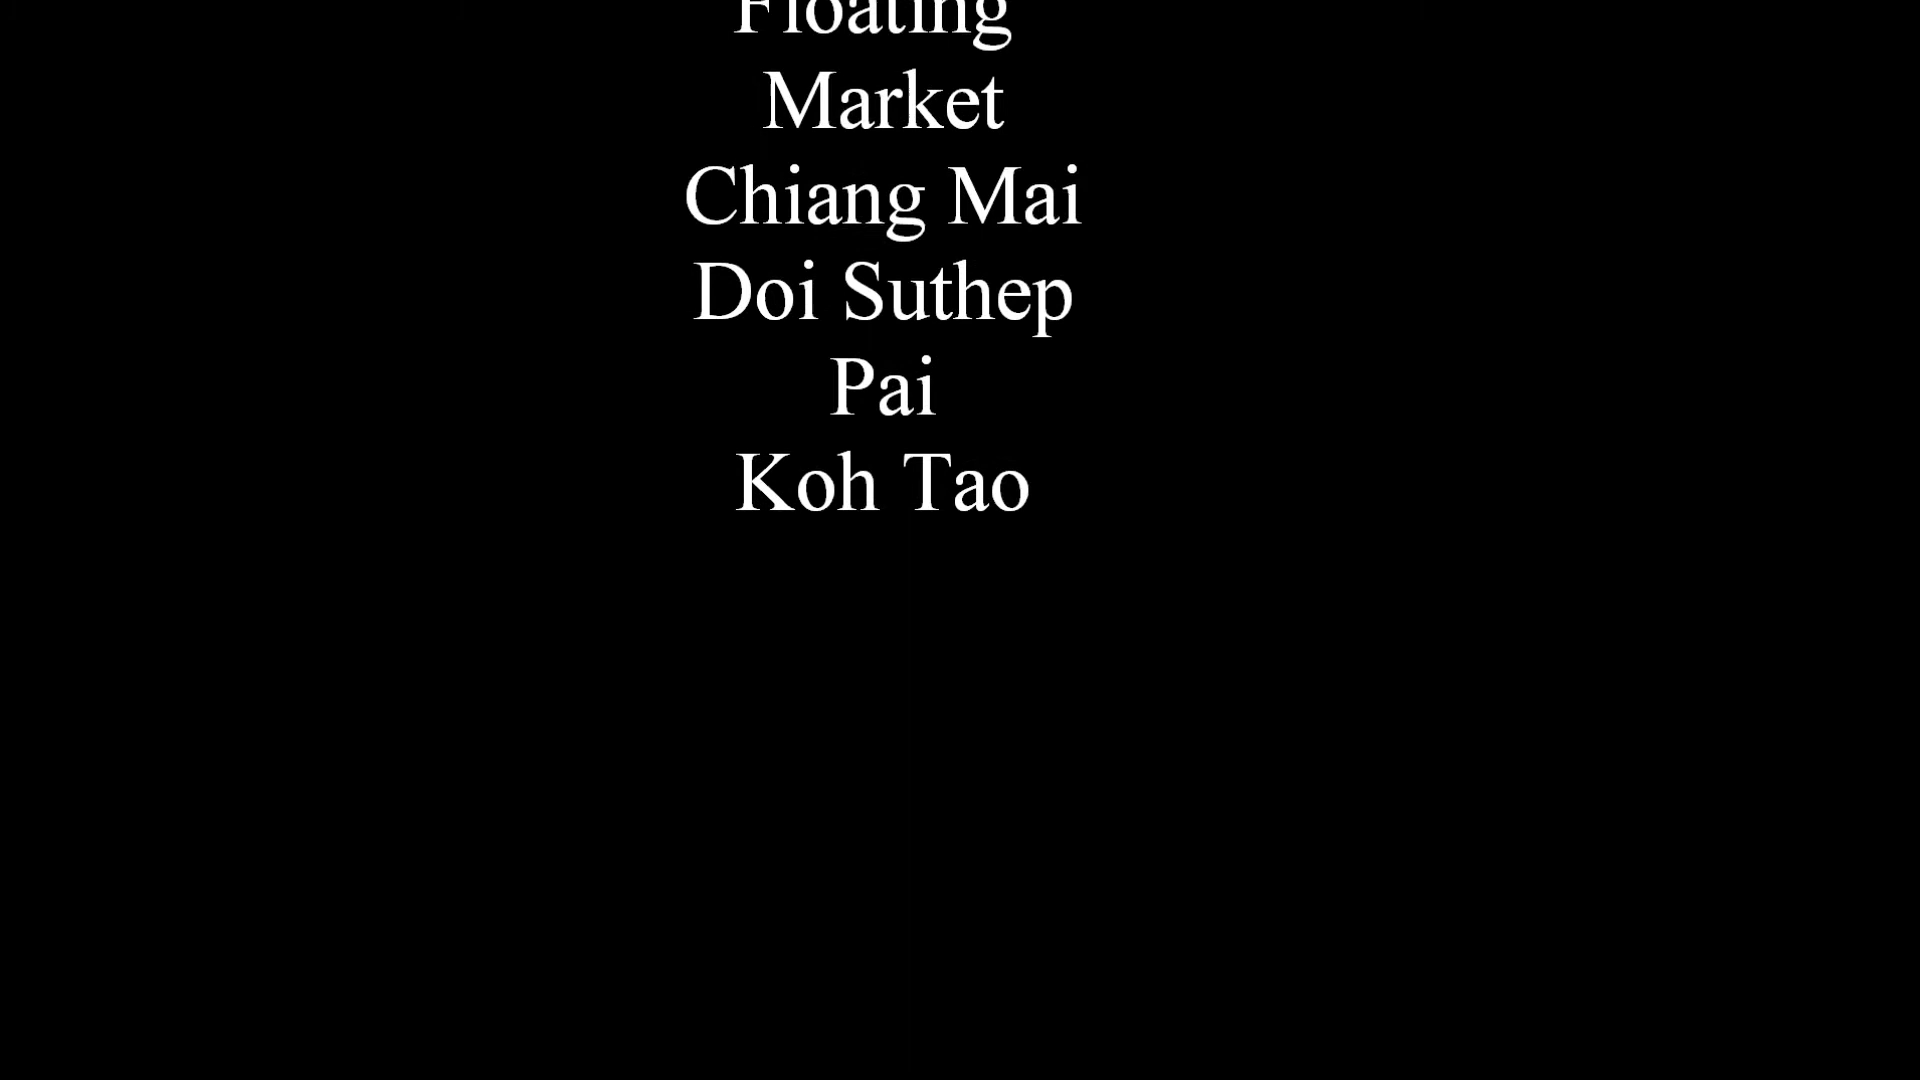 Floating
Market
Chiang Mai
Doi Suthep
Pai
Koh Tao